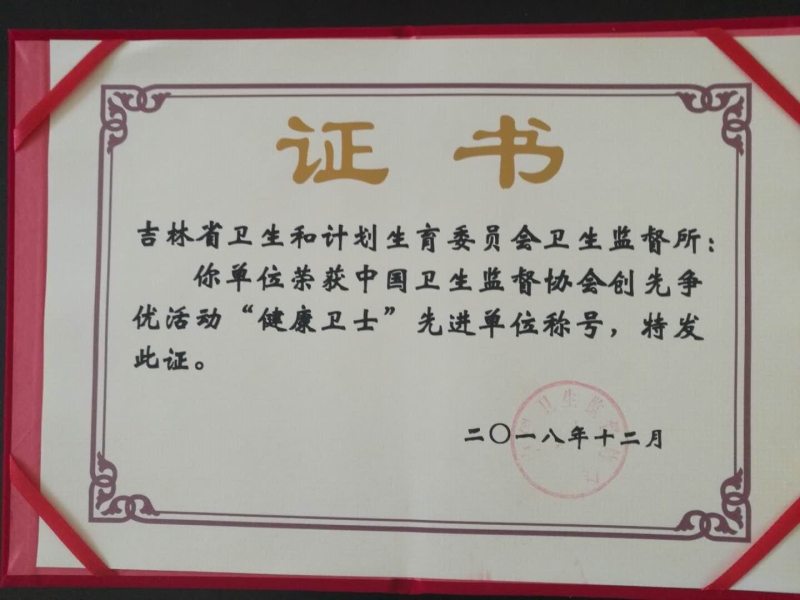 证书
吉林省卫生和计划生育委员会卫生监督所：
你单位荣获中国卫生监督协会创先争
优活动“健康卫士”先进单位称号，特发
此证。
二〇一八年十二月